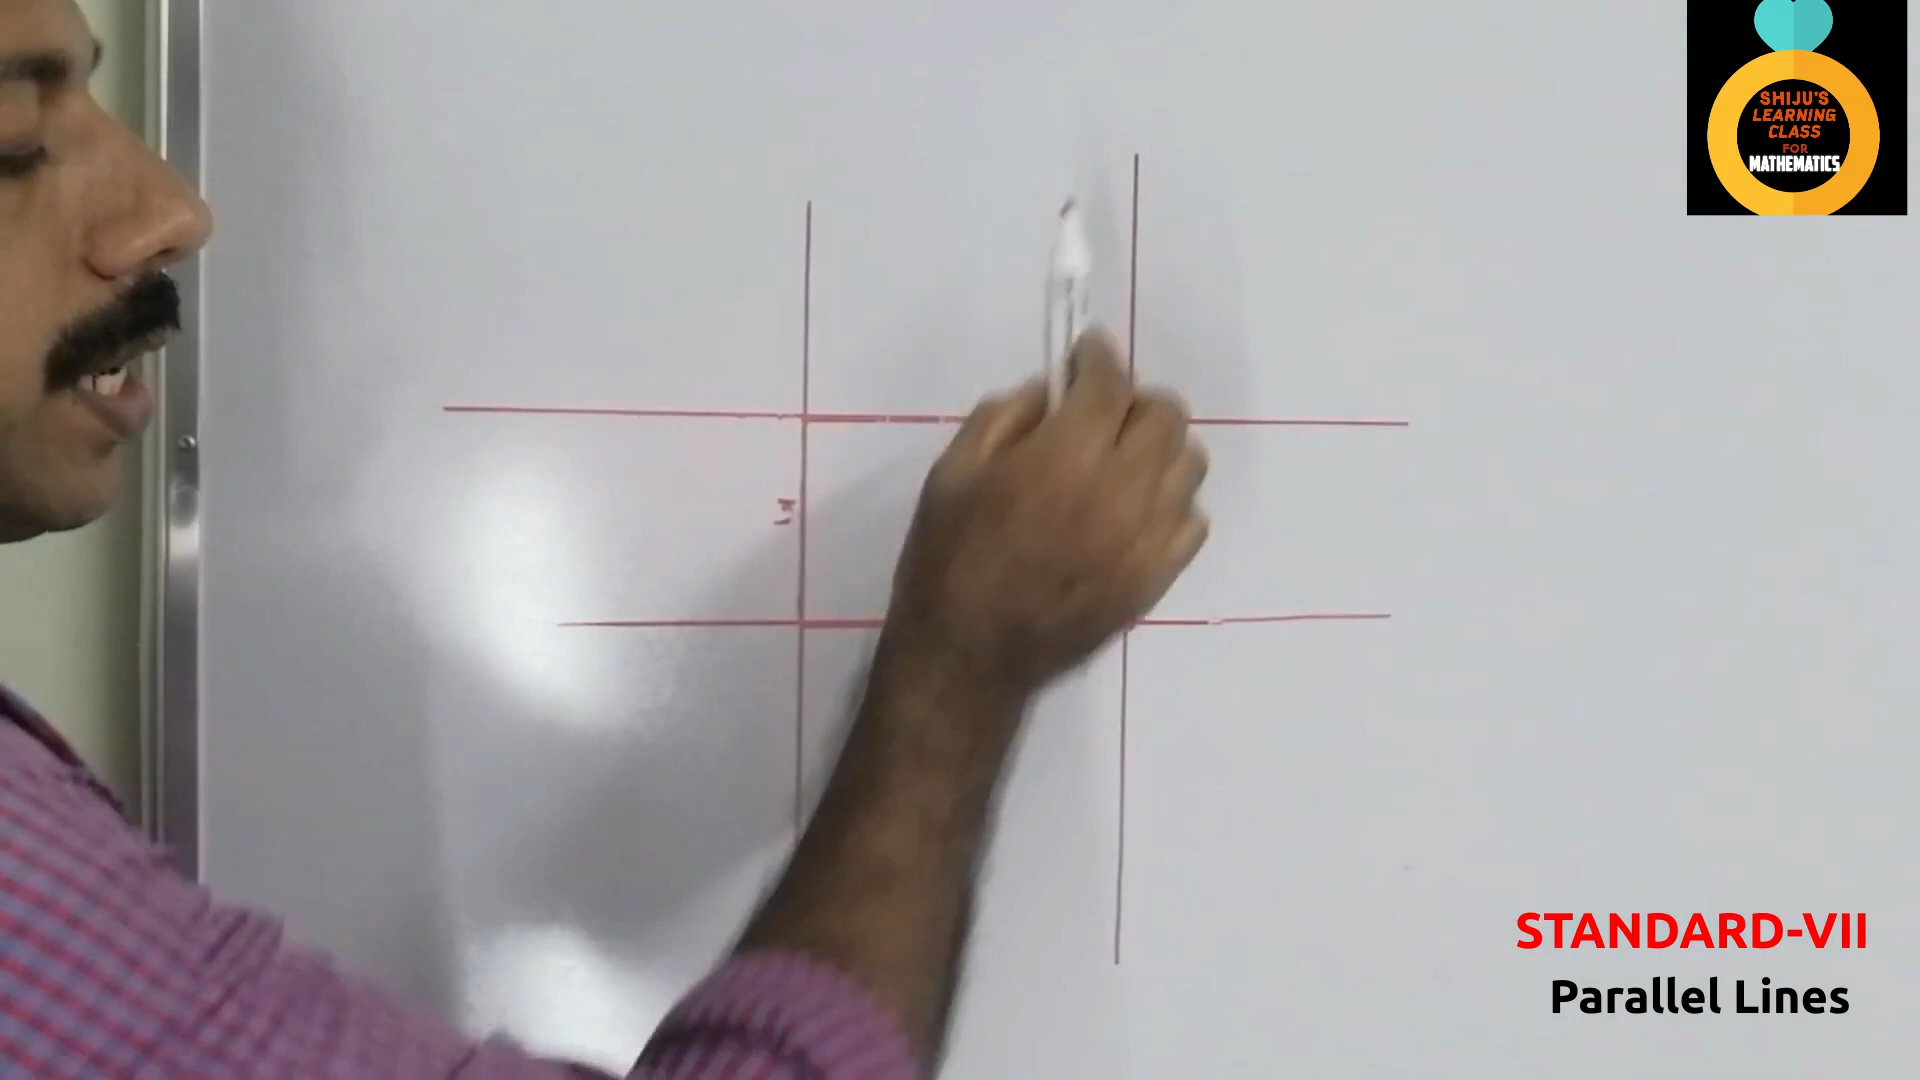 SHIJU'S
LEARNING
CLASS
FOR
MATHEMATICS
STANDARD-VII
Parallel Lines